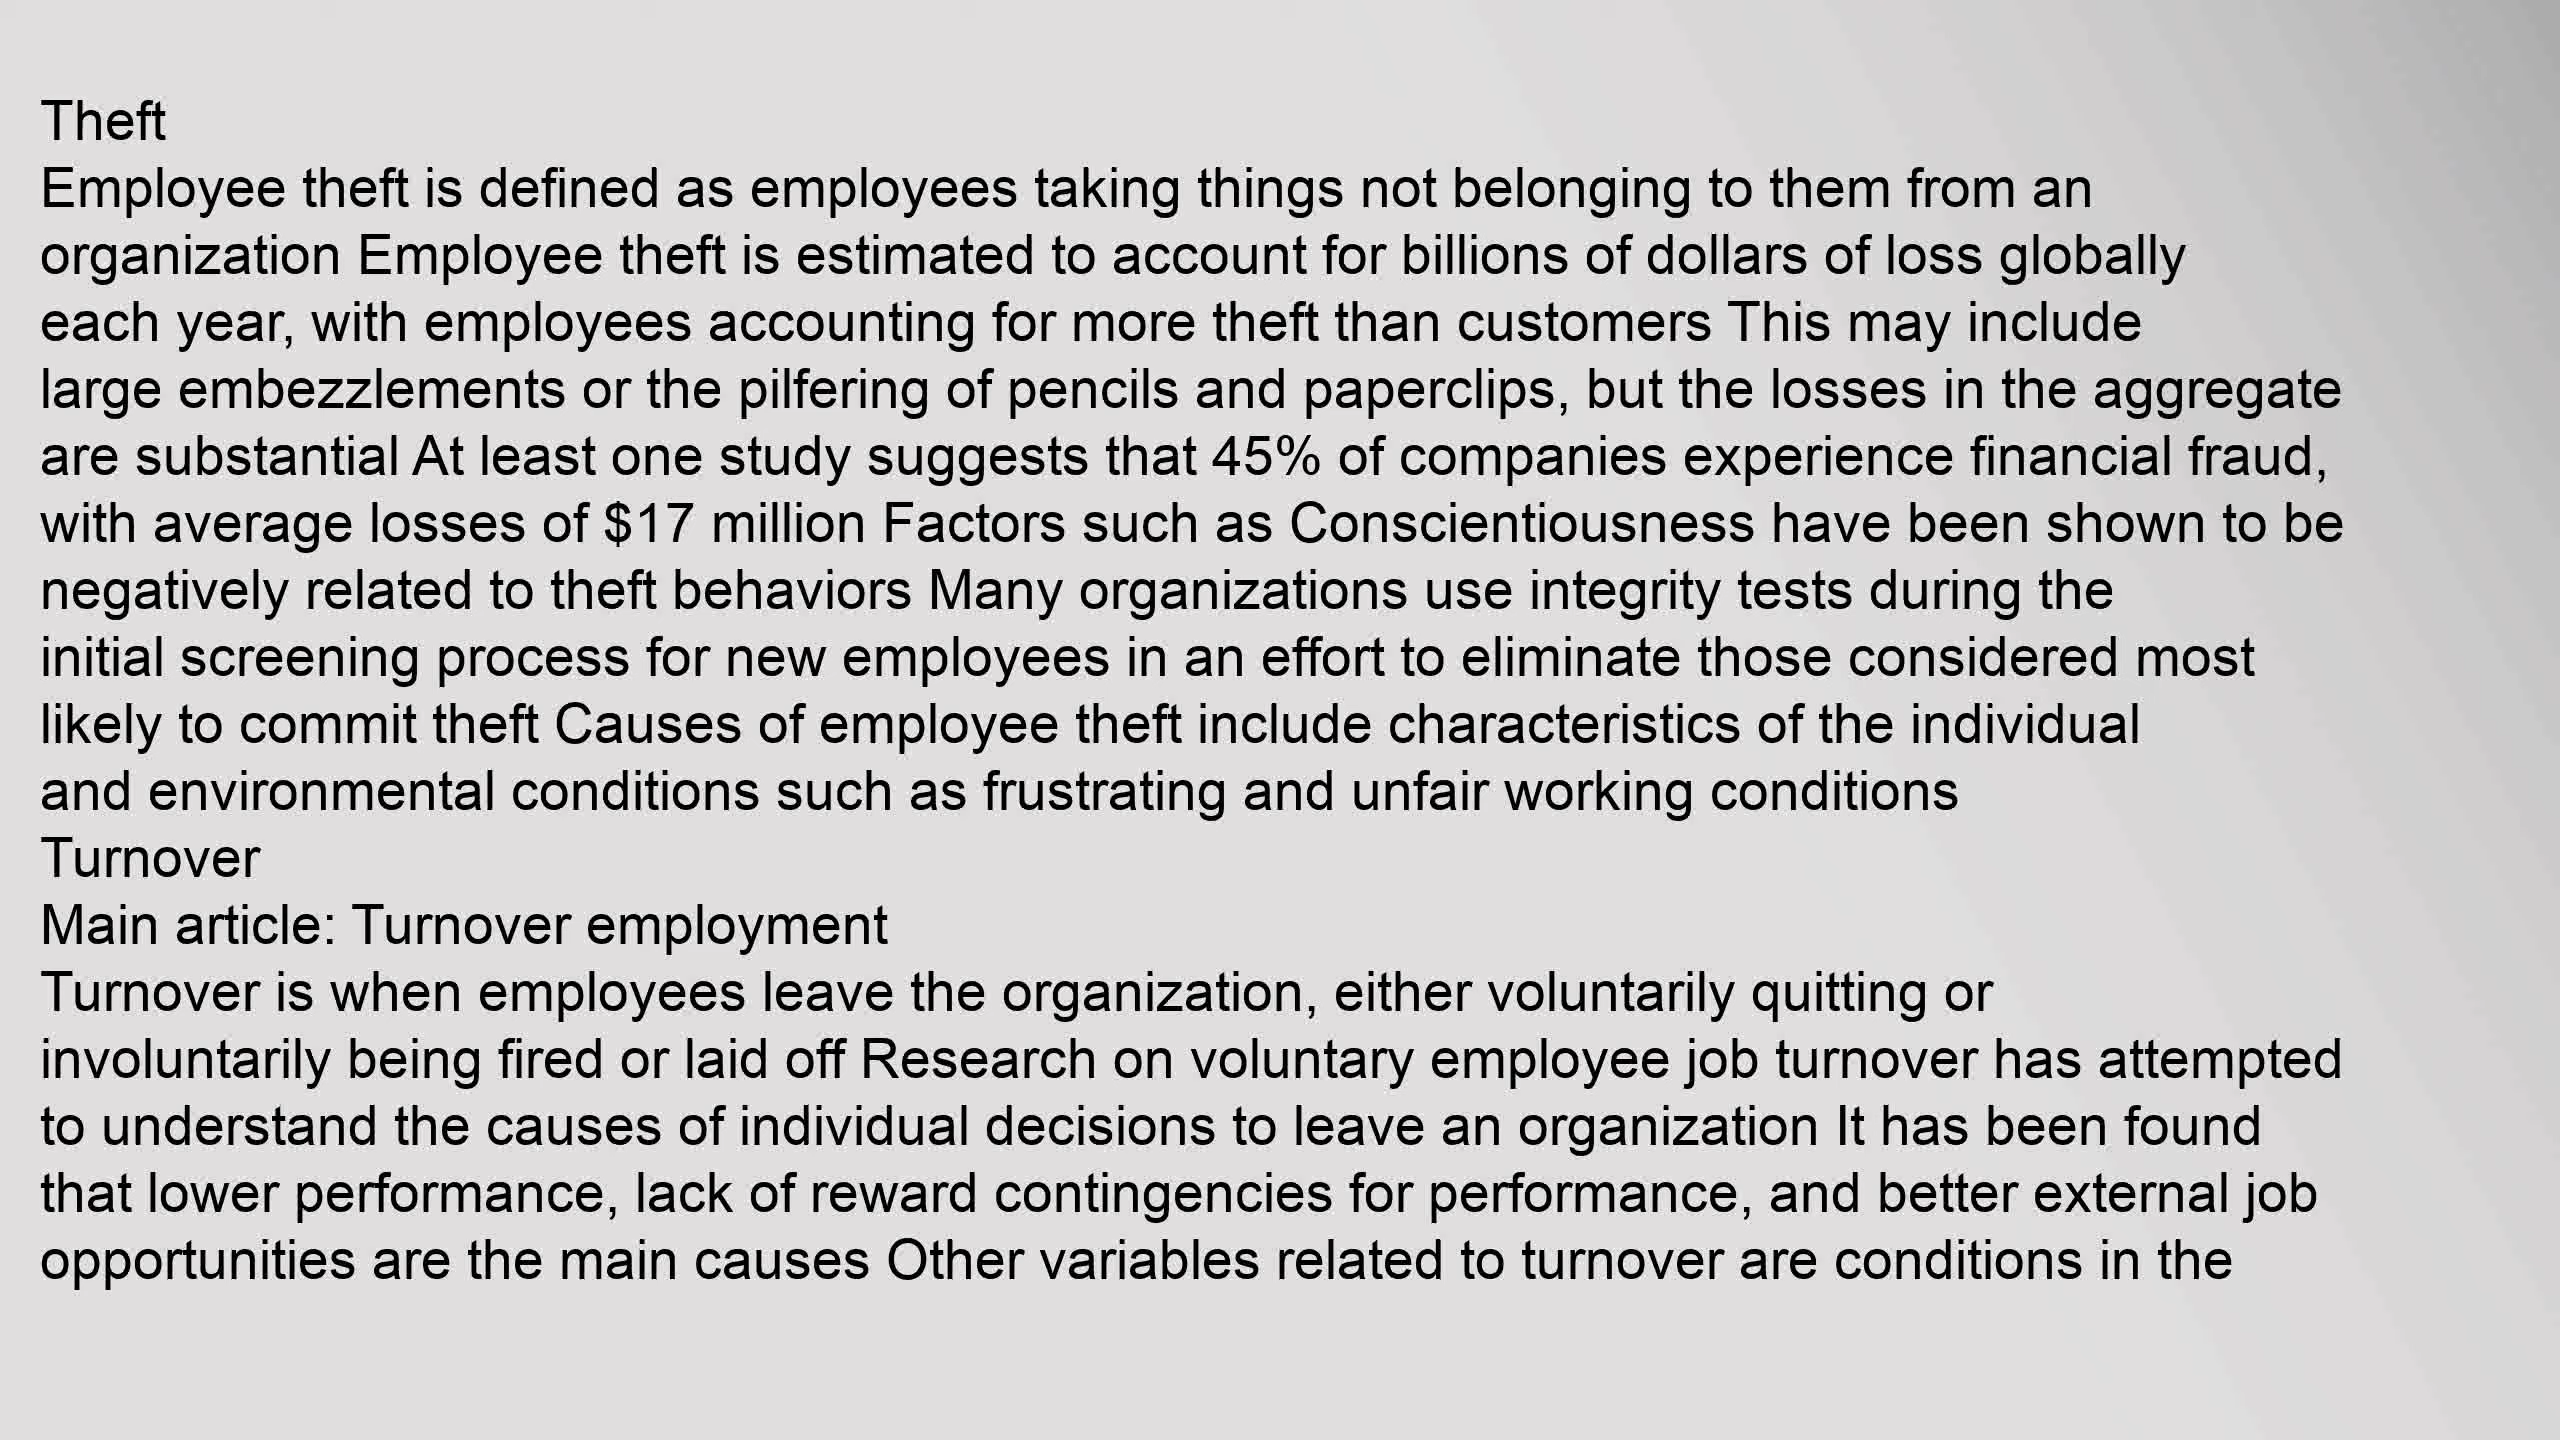 Theft
Employee theft is defined as employees taking things not belonging to them from an
organization Employee theft is estimated to account for billions of dollars of loss globally
each year, with employees accounting for more theft than customers This may include
large embezzlements or the pilfering of pencils and paperclips, but the losses in the aggregate
are substantial At least one study suggests that 45% of companies experience financial fraud,
with average losses of $17 million Factors such as Conscientiousness have been shown to be
negatively related to theft behaviors Many organizations use integrity tests during the
initial screening process for new employees in an effort to eliminate those considered most
likely to commit theft Causes of employee theft include characteristics of the individual
and environmental conditions such as frustrating and unfair working conditions
Turnover
Main article: Turnover employment
Turnover is when employees leave the organization, either voluntarily quitting or
involuntarily being fired or laid off Research on voluntary employee job turnover has attempted
to understand the causes of individual decisions to leave an organization It has been found
that lower performance, lack of reward contingencies for performance, and better external job
opportunities are the main causes Other variables related to turnover are conditions in the